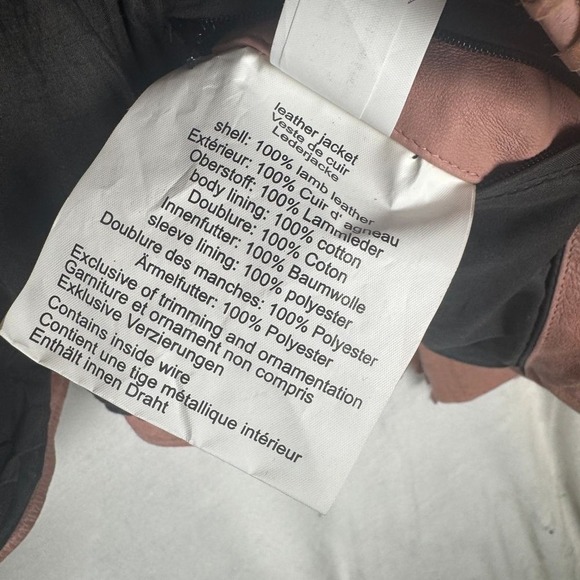 leather jacket
Veste de cuir
Lederjacke
shell: 100% lamb leather
Extérieur: 100% Cuir d' agneau
Oberstoff: 100% Lammleder
body lining: 100% cotton
Doublure: 100% Coton
Innenfutter: 100% Baumwolle
sleeve lining: 100% polyester
Doublure des manches: 100% Polyester
Ärmelfutter: 100% Polyester
Exclusive of trimming and ornamentation
Garniture et ornament non compris
Exklusive Verzierungen
Contains inside wire
Contient une tige métallique intérieur
Enthält innen Draht